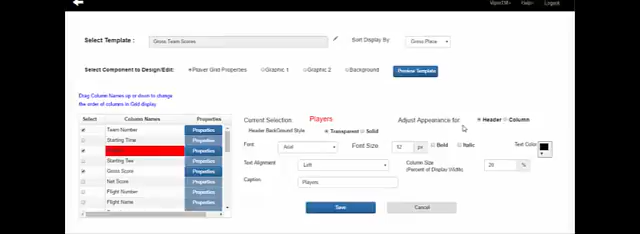 ViperTM Help Logout
Select Template: Gross Team Scores Sort Display By: Gross Place
Select Component to Design/Edit: Player Grid Properties Graphic 1 Graphic 2 Background Preview Template
Drag Column Names up or down to change
the order of columns in Grid display
Select Column Names Properties
Team Number Properties
Starting Time Properties
Properties
Starting Tee Properties
Gross Score Properties
Net Score Properties
Flight Number Properties
Flight Name Properties
Current Selection Players Adjust Appearance for: Header Column
Header BackGround Style Transparent Solid
Font Arial Font Size 12 px Bold Italic Text Color
Text Alignment Left Column Size
(Percent of Display Width)
Caption Players
Save Cancel